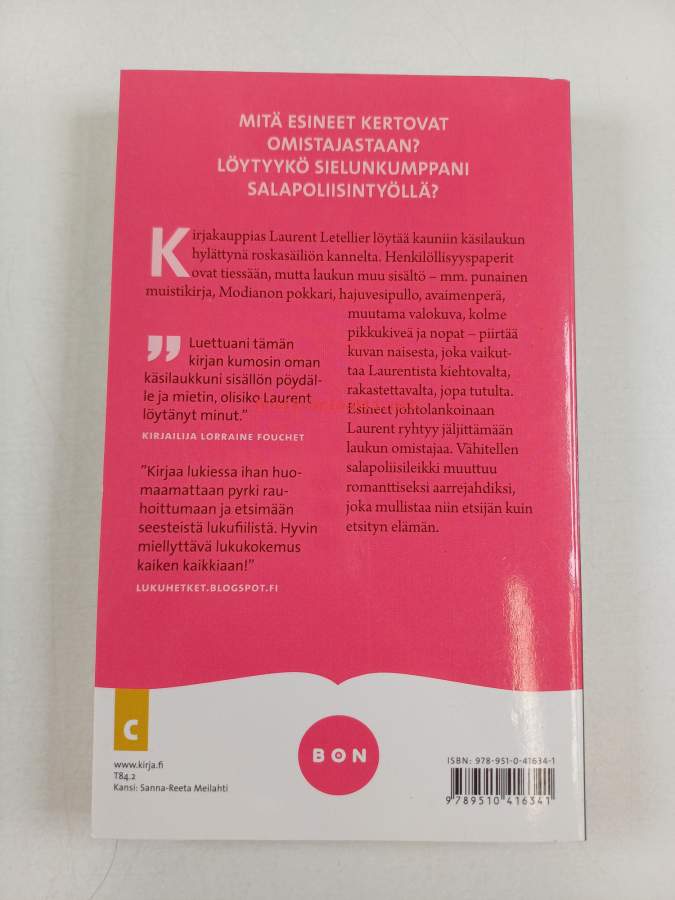 MITÄ ESINEET KERTOVAT
OMISTAJASTAAN?
LÖYTYYKÖ SIELUNKUMPPANI
SALAPOLIISINTYÖLLÄ?
Kirjakauppias Laurent Letellier löytää kauniin käsilaukun
hylättynä roskasäiliön kannelta. Henkilöllisyyspaperit
ovat tiessään, mutta laukun muu sisältö – mm. punainen
muistikirja, Modianon pokkari, hajuvesipullo, avaimenperä,
muutama valokuva, kolme
pikkukiveä ja nopat – piirtää
kuvan naisesta, joka vaikut-
taa Laurentista kiehtovalta,
rakastettavalta, jopa tutulta.
Esineet johtolankoinaan
Laurent ryhtyy jäljittämään
laukun omistajaa. Vähitellen
salapoliisileikki muuttuu
romanttiseksi aarrejahdiksi,
joka mullistaa niin etsijän kuin
etsityn elämän.
” Luettuani tämän
kirjan kumosin oman
käsilaukkuni sisällön pöydäl-
le ja mietin, olisiko Laurent
löytänyt minut.”
KIRJAILIJA LORRAINE FOUCHET
”Kirjaa lukiessa ihan huo-
maamattaan pyrki rau-
hoittumaan ja etsimään
seesteistä lukufiilistä. Hyvin
miellyttävä lukukokemus
kaiken kaikkiaan!”
LUKUHETKET.BLOGSPOT.FI
C
www.kirja.fi
T84.2
Kansi: Sanna-Reeta Meilahti
BON
ISBN: 978-951-0-41634-1
9 789510 416341